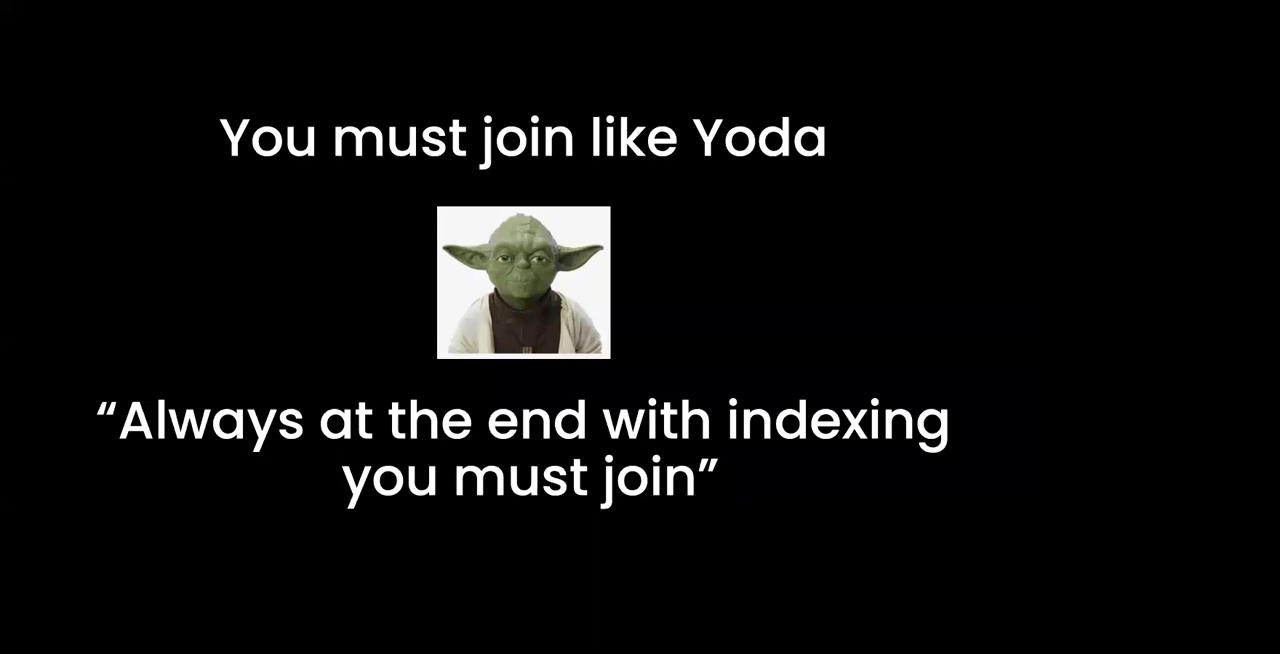 You must join like Yoda
“Always at the end with indexing
you must join”